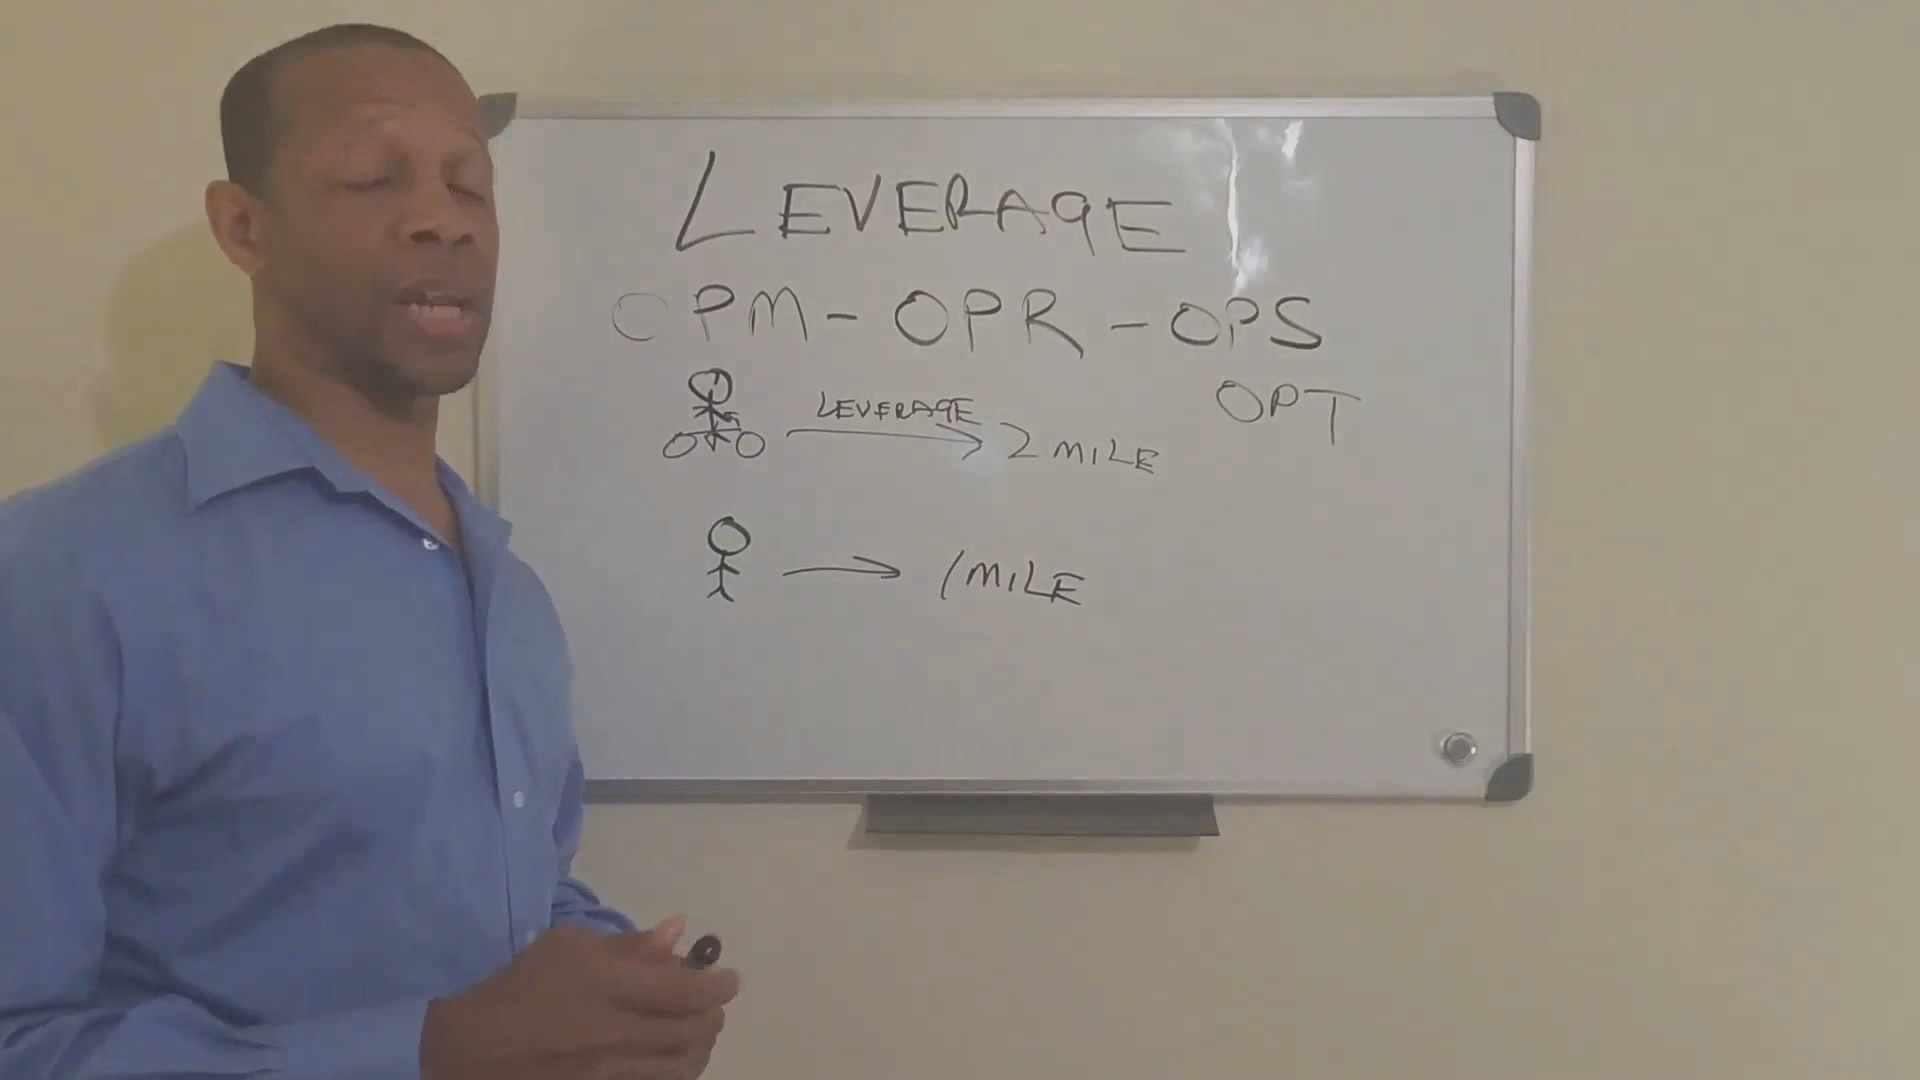 LEVERAGE
OPM - OPR - OPS
OPT
LEVERAGE
2 MILE
1 MILE